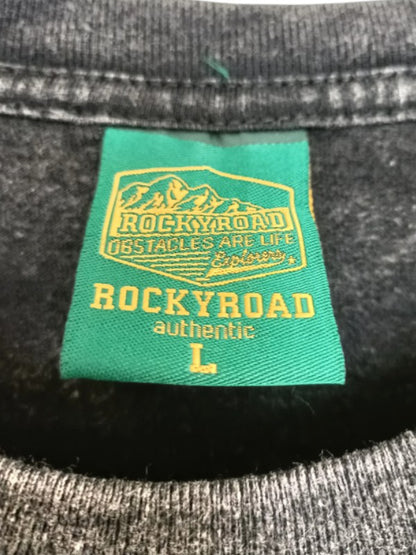 ROCKYROAD
OBSTACLES ARE LIFE
Explorers
ROCKYROAD
authentic
L